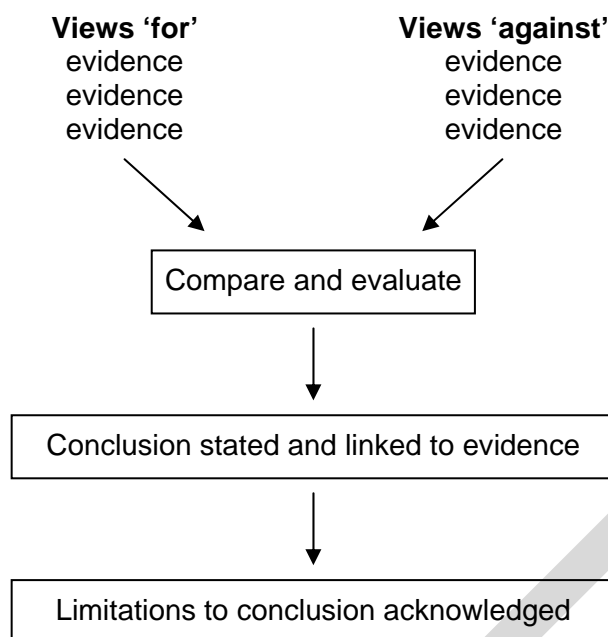 Views ‘for’
evidence
evidence
evidence
Views ‘against’
evidence
evidence
evidence
Compare and evaluate
Conclusion stated and linked to evidence
Limitations to conclusion acknowledged